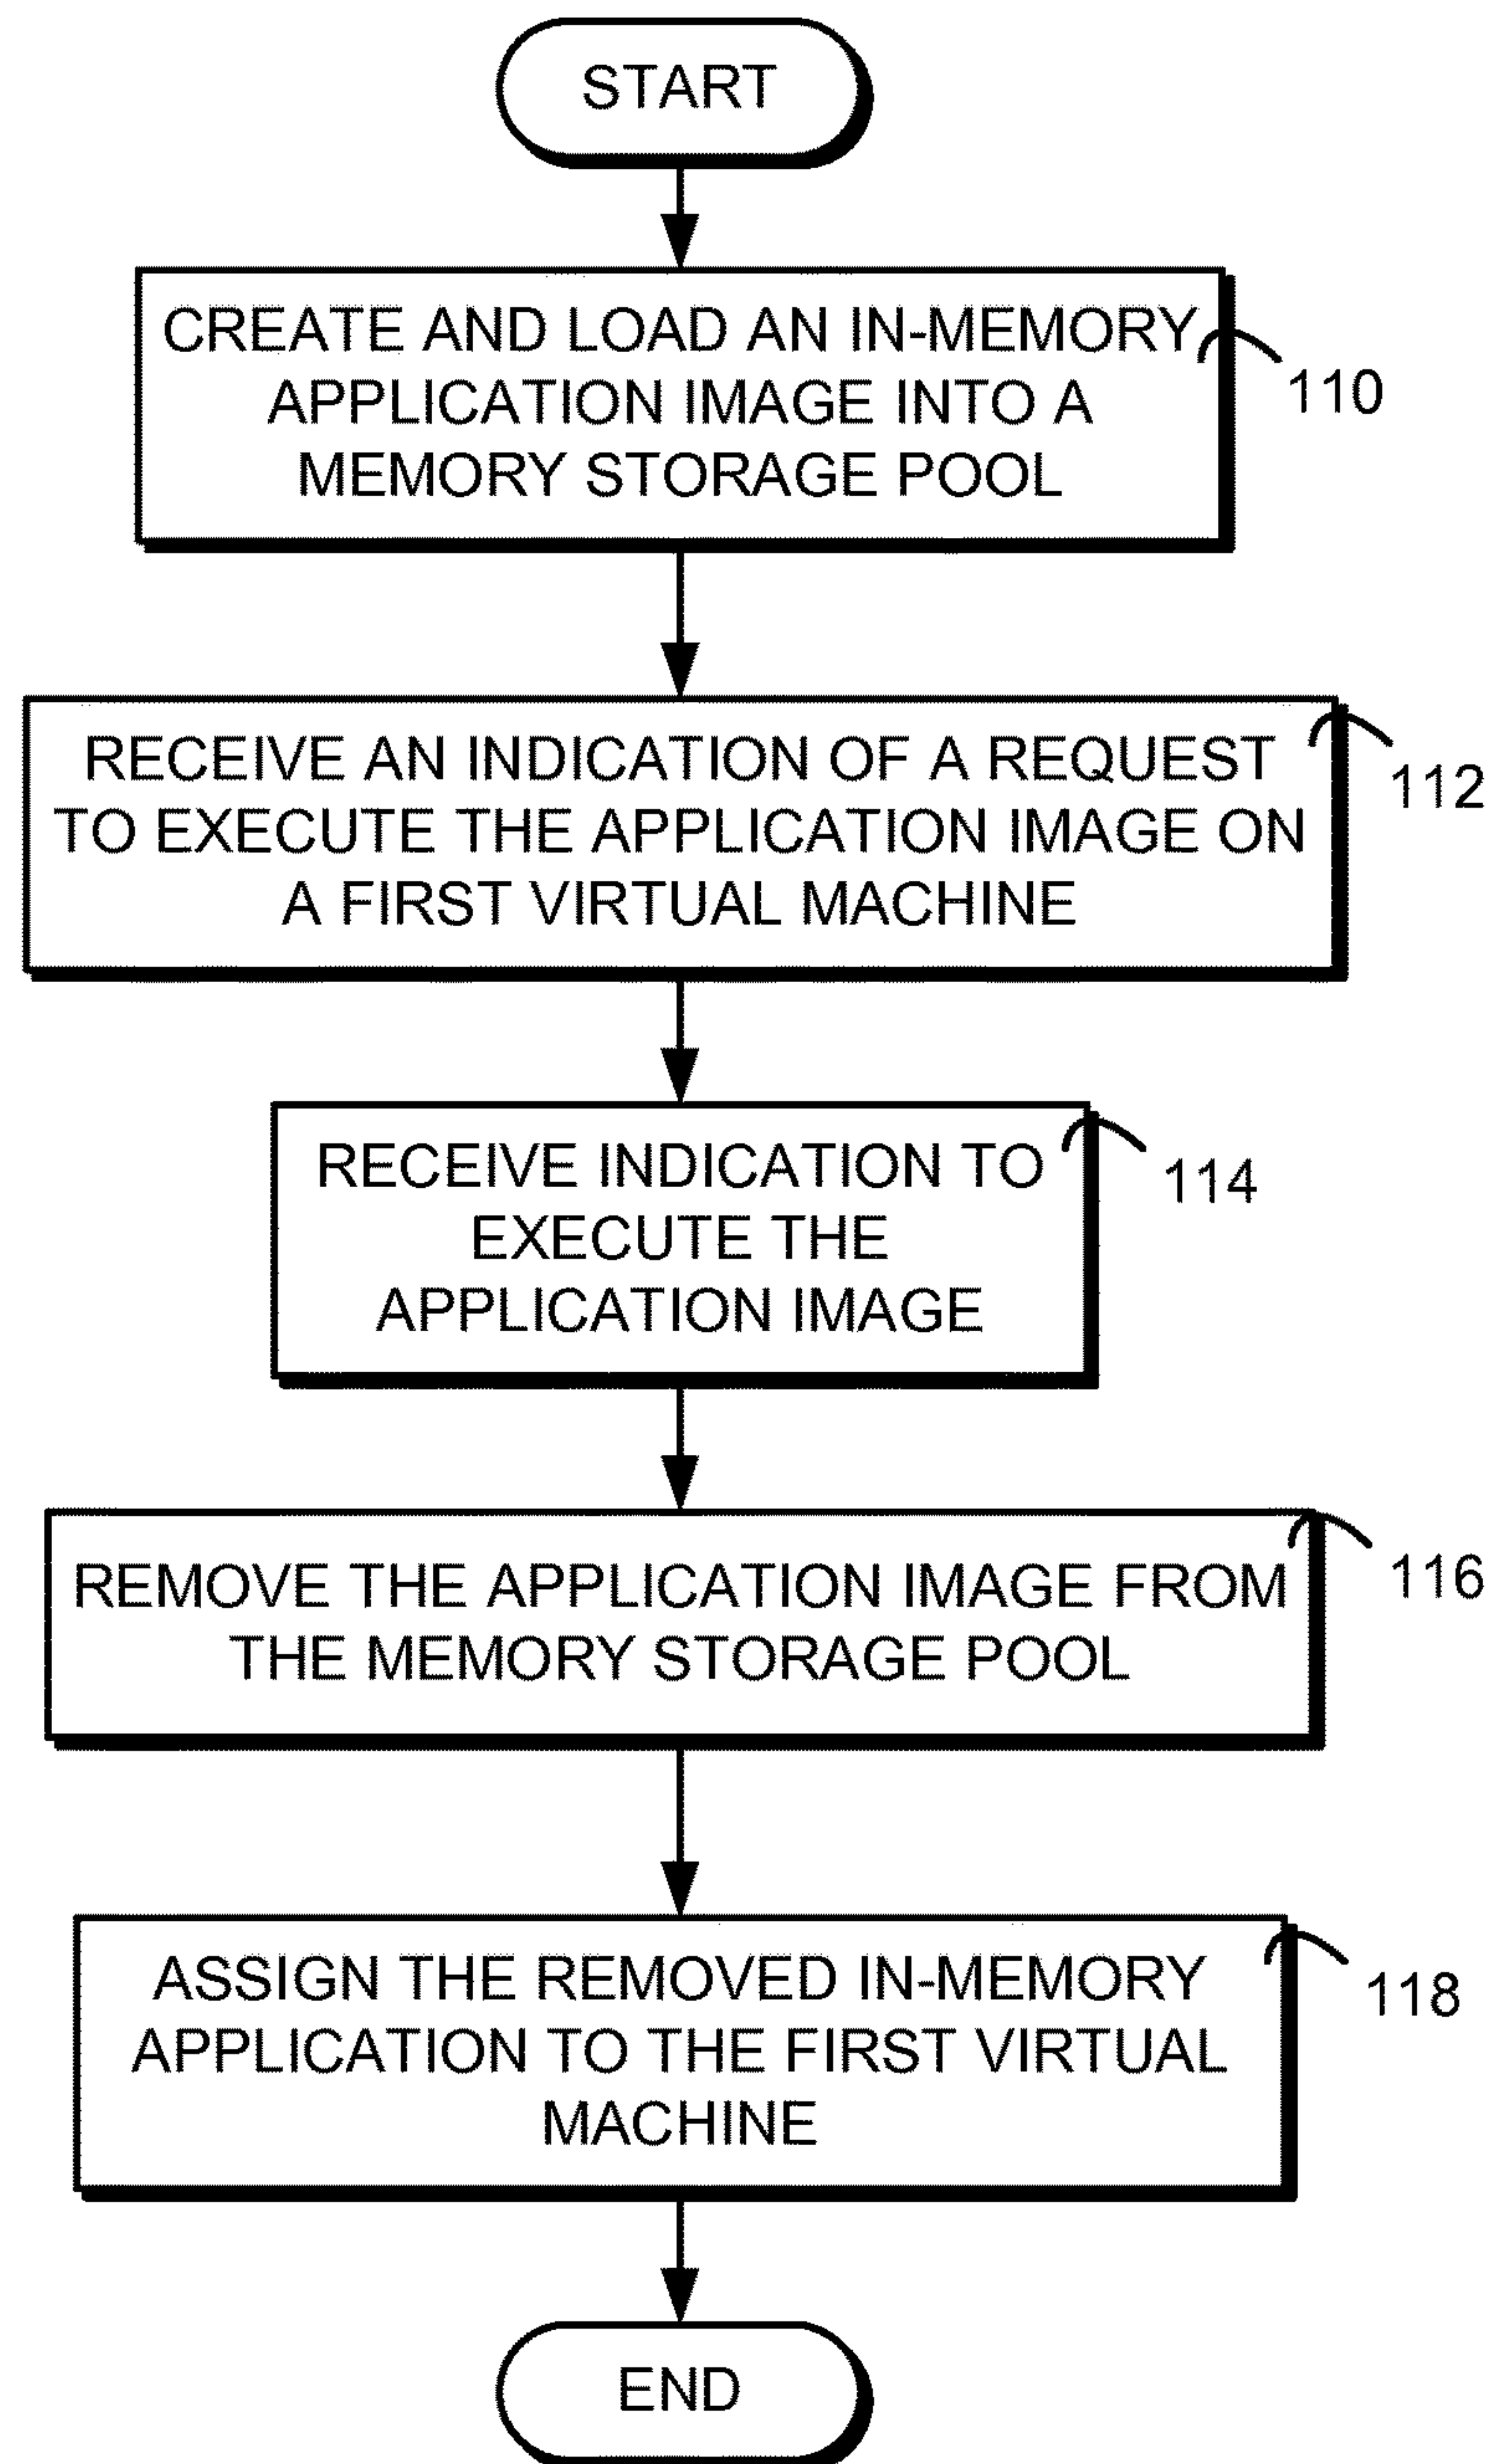 START
CREATE AND LOAD AN IN-MEMORY
APPLICATION IMAGE INTO A
MEMORY STORAGE POOL
110
RECEIVE AN INDICATION OF A REQUEST
TO EXECUTE THE APPLICATION IMAGE ON
A FIRST VIRTUAL MACHINE
112
RECEIVE INDICATION TO
EXECUTE THE
APPLICATION IMAGE
114
REMOVE THE APPLICATION IMAGE FROM
THE MEMORY STORAGE POOL
116
ASSIGN THE REMOVED IN-MEMORY
APPLICATION TO THE FIRST VIRTUAL
MACHINE
118
END